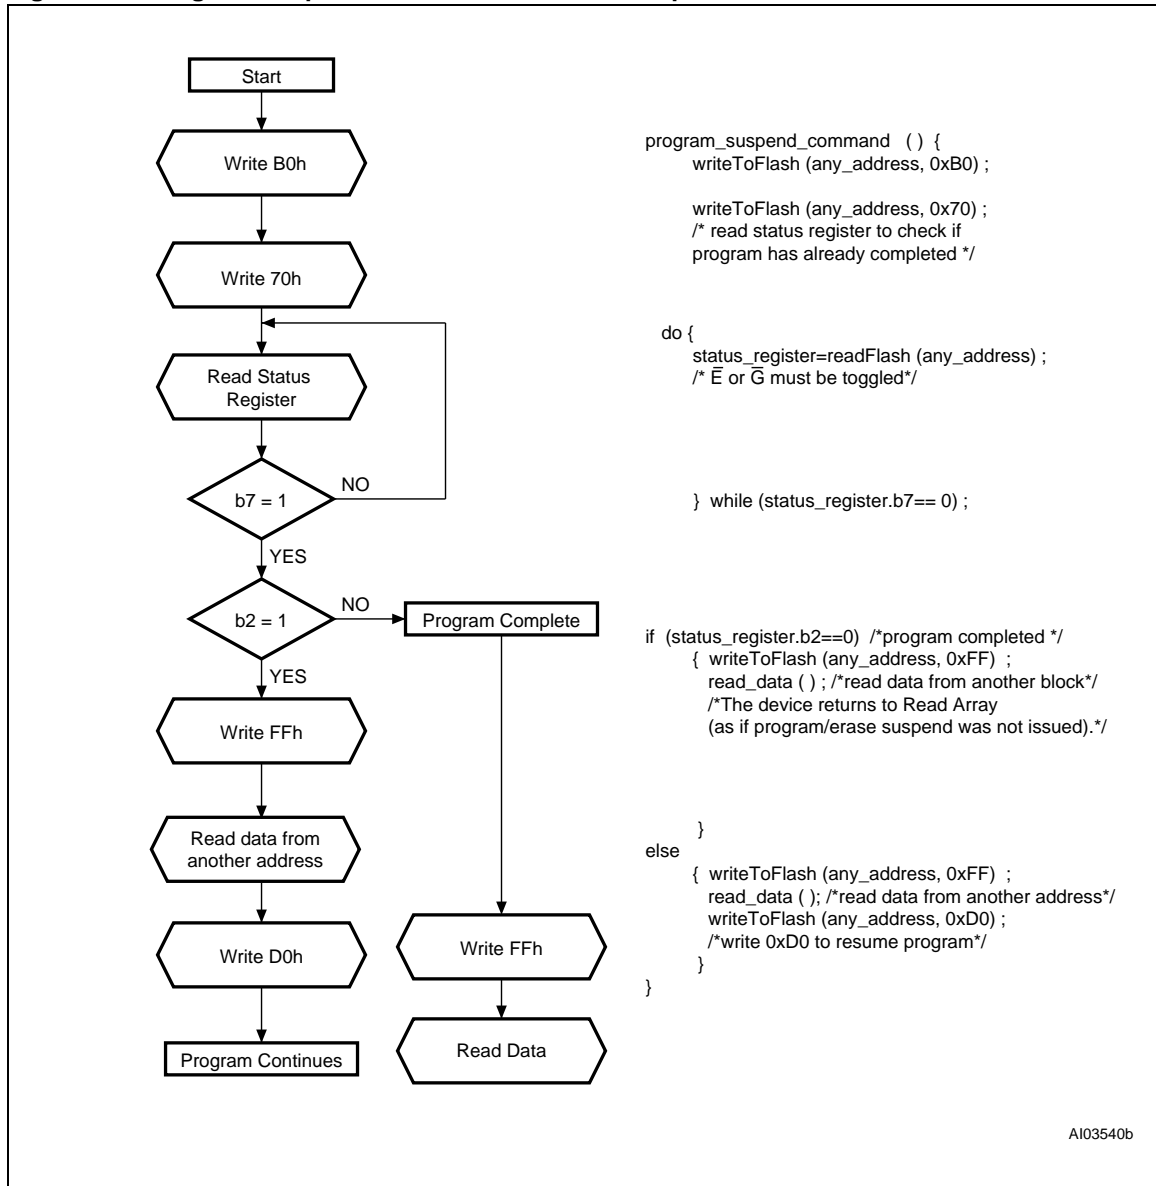 Start
Write B0h
Write 70h
Read Status
Register
b7 = 1
NO
YES
b2 = 1
NO
Program Complete
YES
Write FFh
Read data from
another address
Write D0h
Program Continues
Write FFh
Read Data
program_suspend_command ( ) {
writeToFlash (any_address, 0xB0) ;
writeToFlash (any_address, 0x70) ;
/* read status register to check if
program has already completed */
do {
status_register=readFlash (any_address) ;
/* E̅ or G̅ must be toggled*/
} while (status_register.b7== 0) ;
if (status_register.b2==0) /*program completed */
{ writeToFlash (any_address, 0xFF) ;
read_data ( ) ; /*read data from another block*/
/*The device returns to Read Array
(as if program/erase suspend was not issued).*/
}
else
{ writeToFlash (any_address, 0xFF) ;
read_data ( ); /*read data from another address*/
writeToFlash (any_address, 0xD0) ;
/*write 0xD0 to resume program*/
}
}
AI03540b